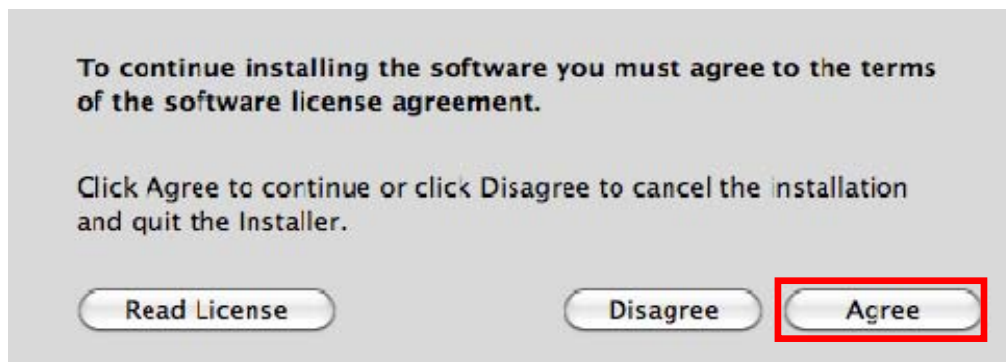 To continue installing the software you must agree to the terms
of the software license agreement.
Click Agree to continue or click Disagree to cancel the installation
and quit the Installer.
Read License Disagree Agree